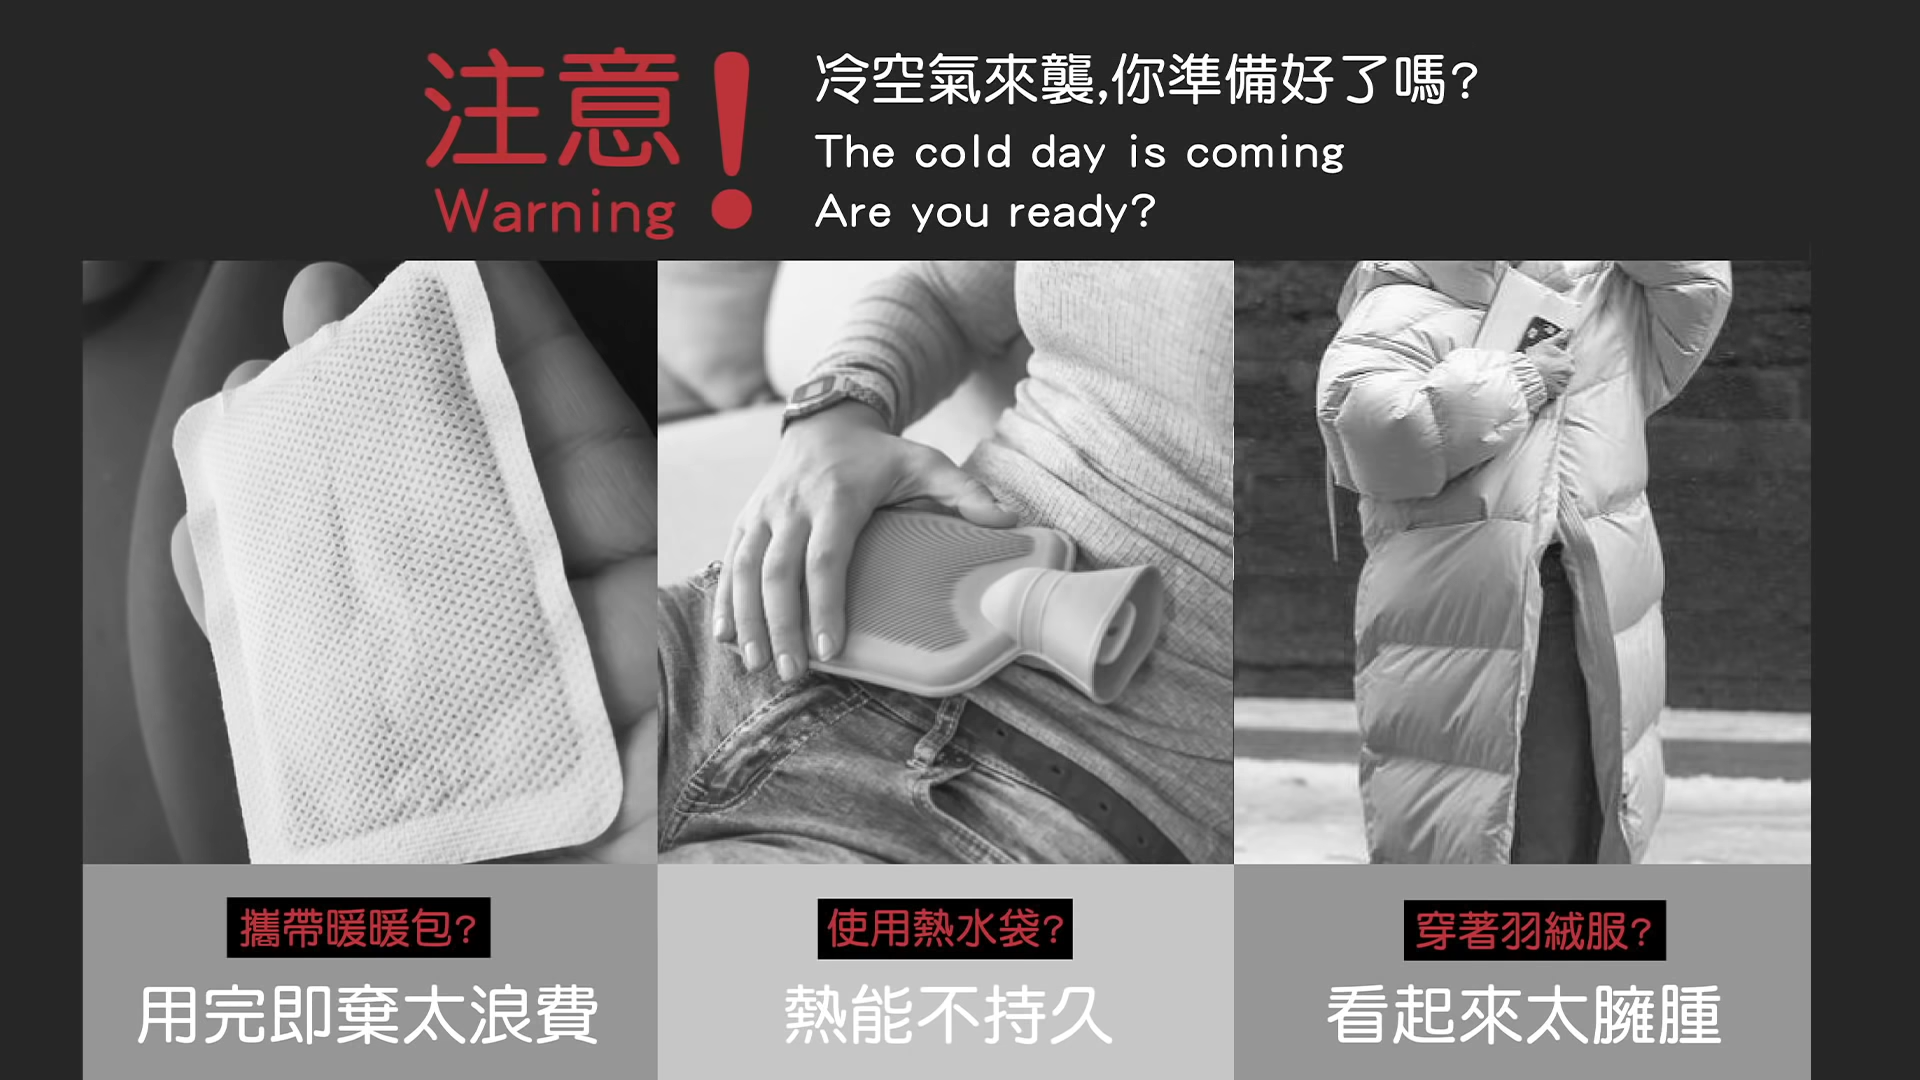 注意!
Warning
冷空氣來襲,你準備好了嗎?
The cold day is coming
Are you ready?
攜帶暖暖包?
用完即棄太浪費
使用熱水袋?
熱能不持久
穿著羽絨服?
看起來太臃腫